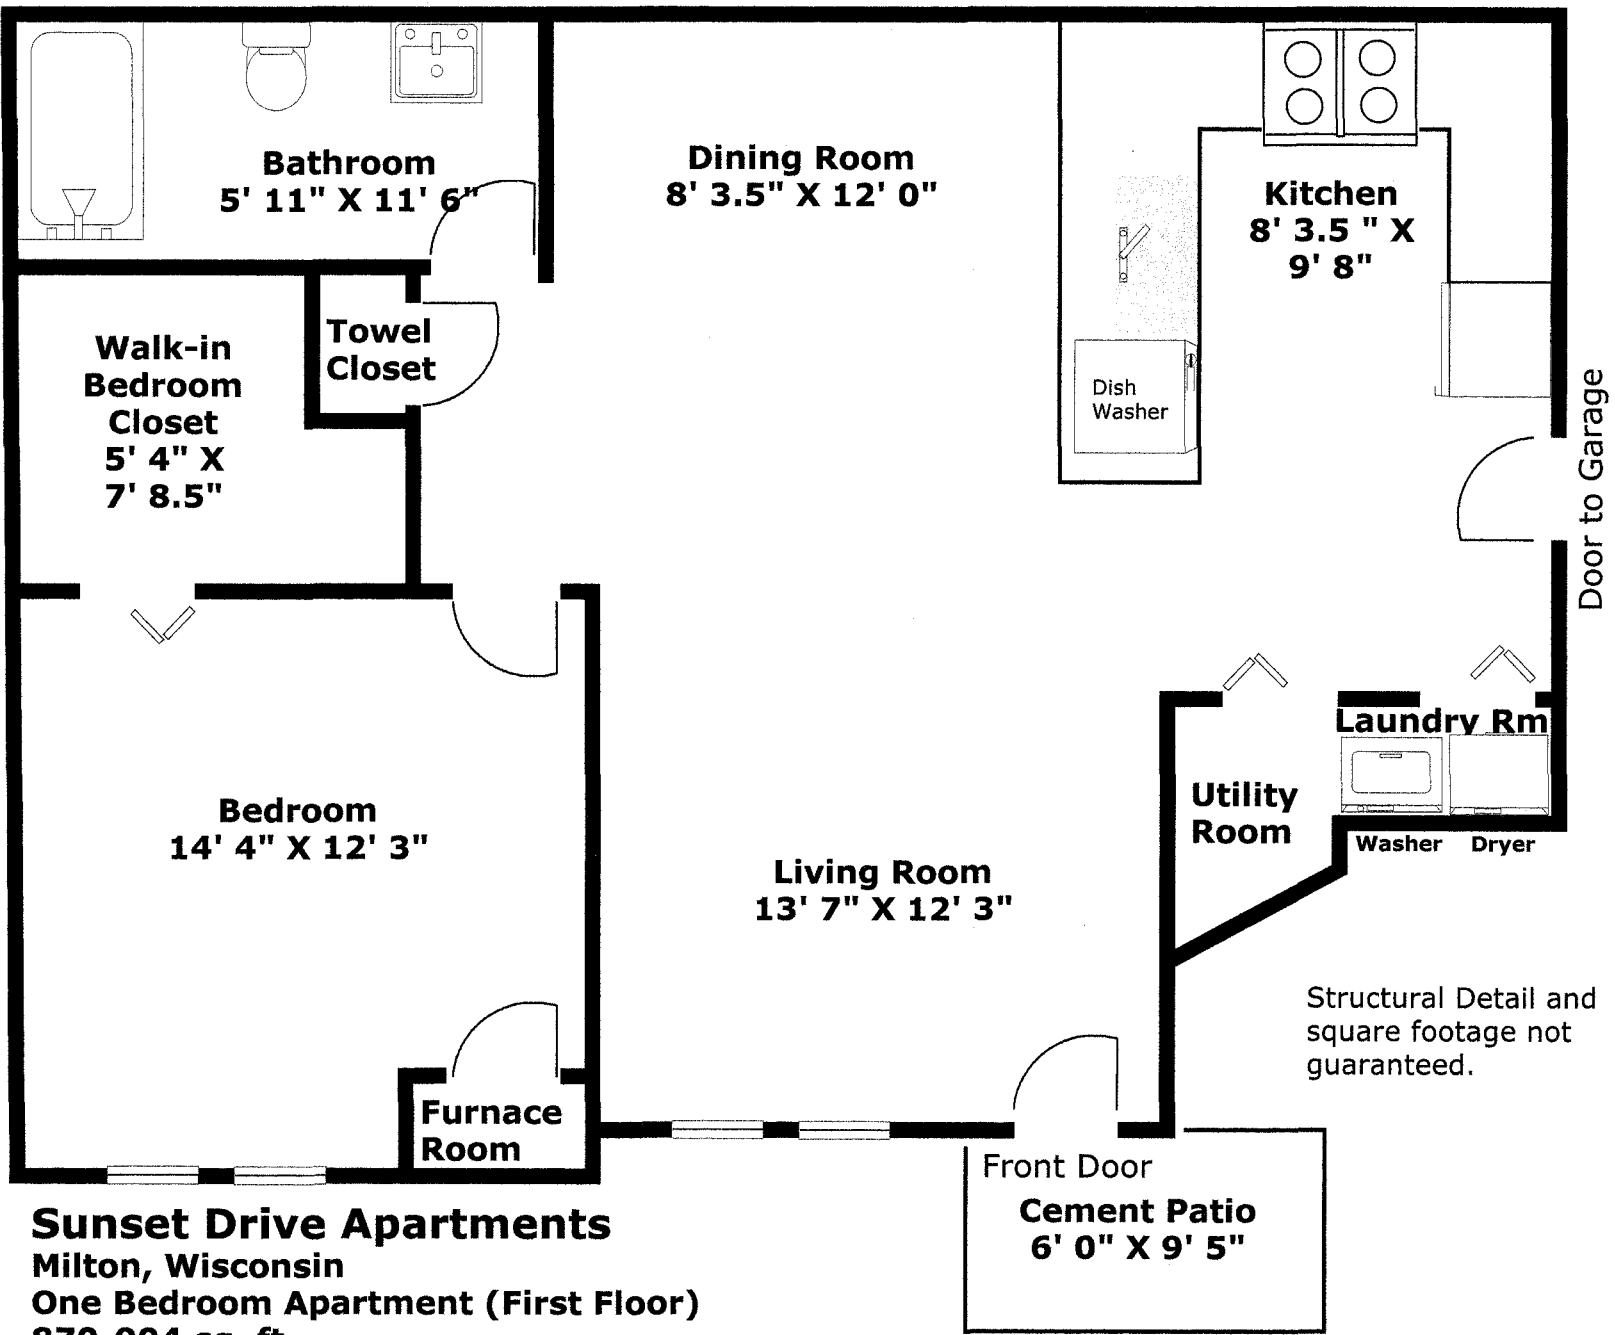 Bathroom
5' 11" X 11' 6"
Dining Room
8' 3.5" X 12' 0"
Kitchen
8' 3.5 " X
9' 8"
Towel
Closet
Walk-in
Bedroom
Closet
5' 4" X
7' 8.5"
Dish
Washer
Door to Garage
Laundry Rm
Utility
Room
Washer Dryer
Bedroom
14' 4" X 12' 3"
Living Room
13' 7" X 12' 3"
Structural Detail and
square footage not
guaranteed.
Furnace
Room
Front Door
Cement Patio
6' 0" X 9' 5"
Sunset Drive Apartments
Milton, Wisconsin
One Bedroom Apartment (First Floor)